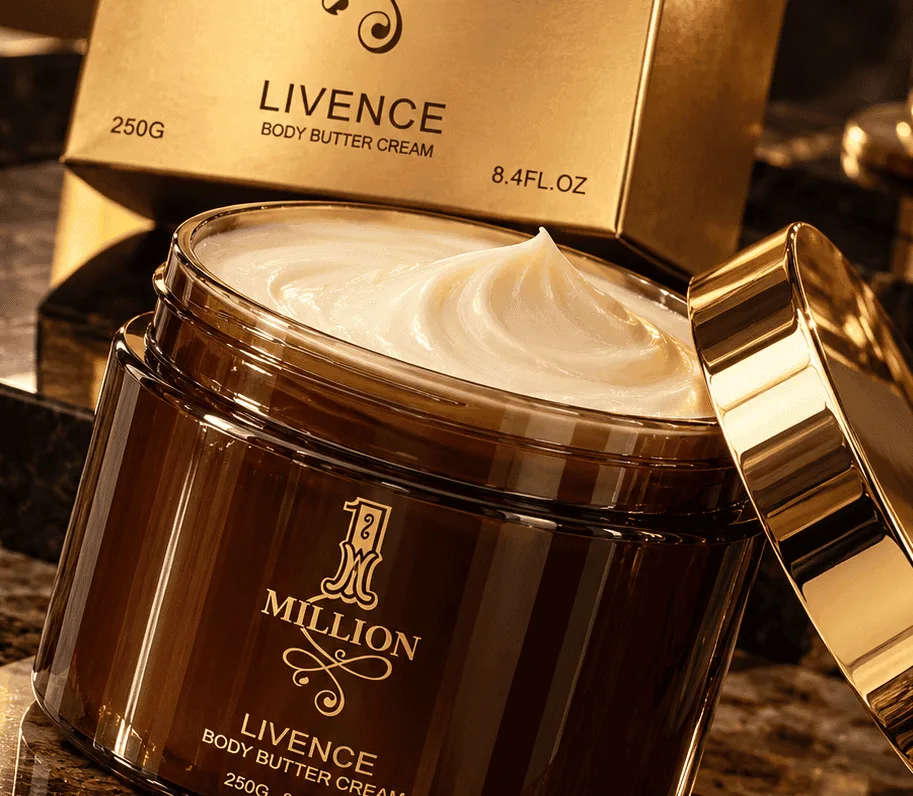 LIVENCE
BODY BUTTER CREAM
250G
8.4FL.OZ
1
MILLION
LIVENCE
BODY BUTTER CREAM
250G